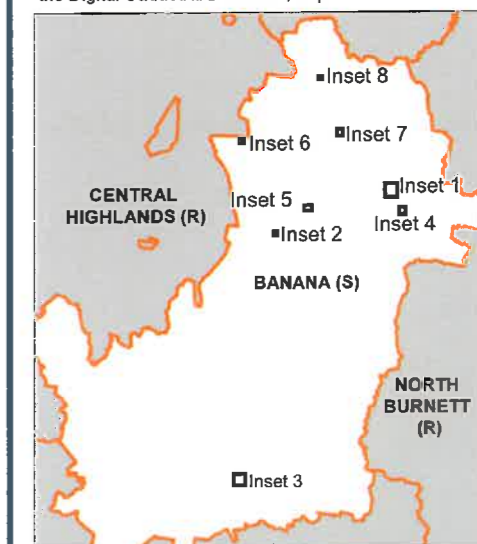 Inset 8
Inset 7
Inset 6
Inset 1
CENTRAL
HIGHLANDS (R)
Inset 5
Inset 4
Inset 2
BANANA (S)
NORTH
BURNETT
(R)
Inset 3